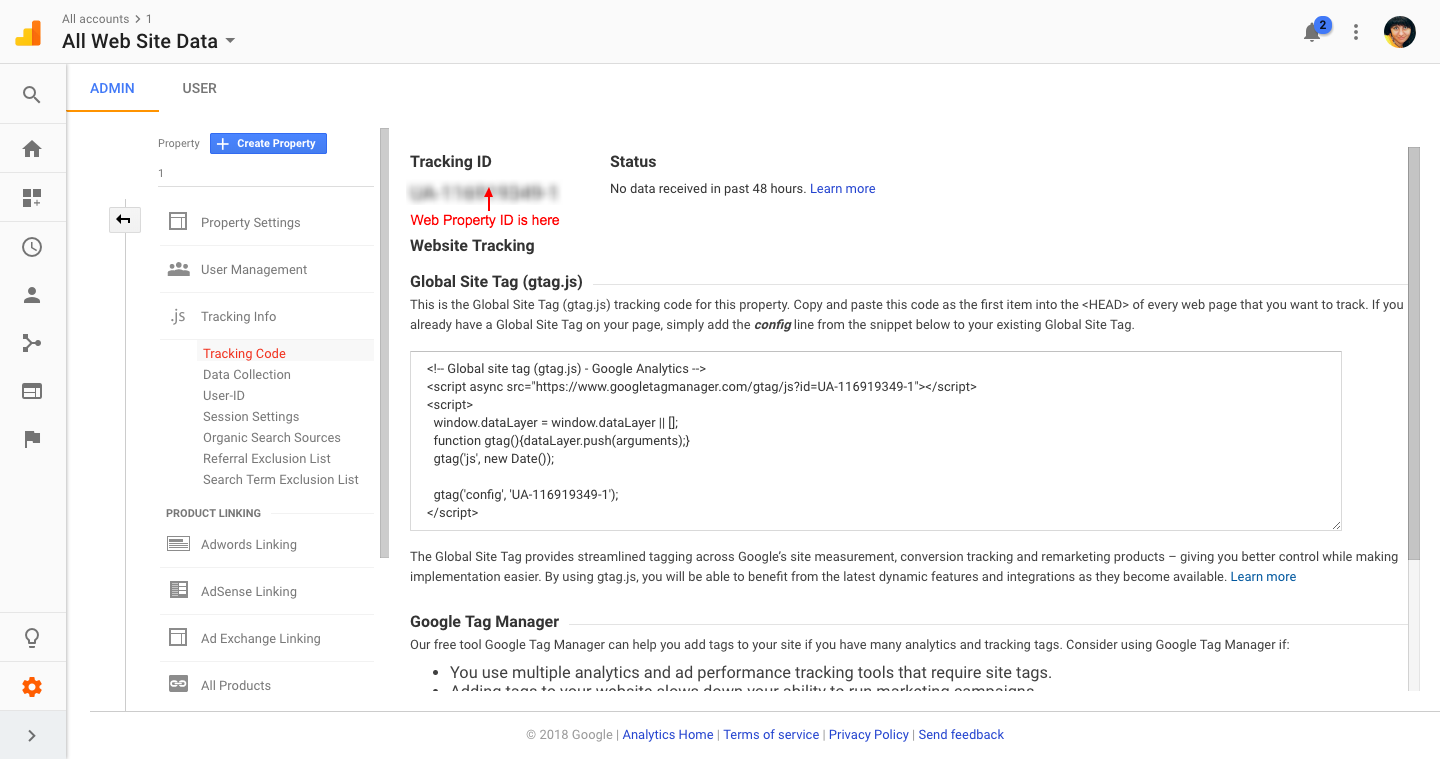 All accounts > 1
All Web Site Data
2
ADMIN
USER
Property
Create Property
1
Property Settings
User Management
.js Tracking Info
Tracking Code
Data Collection
User-ID
Session Settings
Organic Search Sources
Referral Exclusion List
Search Term Exclusion List
PRODUCT LINKING
Adwords Linking
AdSense Linking
Ad Exchange Linking
All Products
Tracking ID
Web Property ID is here
Status
No data received in past 48 hours. Learn more
Website Tracking
Global Site Tag (gtag.js)
This is the Global Site Tag (gtag.js) tracking code for this property. Copy and paste this code as the first item into the <HEAD> of every web page that you want to track. If you
already have a Global Site Tag on your page, simply add the config line from the snippet below to your existing Global Site Tag.
<!-- Global site tag (gtag.js) - Google Analytics -->
<script async src="https://www.googletagmanager.com/gtag/js?id=UA-116919349-1"></script>
<script>
window.dataLayer = window.dataLayer || [];
function gtag(){dataLayer.push(arguments);}
gtag('js', new Date());
gtag('config', 'UA-116919349-1');
</script>
The Global Site Tag provides streamlined tagging across Google's site measurement, conversion tracking and remarketing products – giving you better control while making
implementation easier. By using gtag.js, you will be able to benefit from the latest dynamic features and integrations as they become available. Learn more
Google Tag Manager
Our free tool Google Tag Manager can help you add tags to your site if you have many analytics and tracking tags. Consider using Google Tag Manager if:
• You use multiple analytics and ad performance tracking tools that require site tags.
• Adding tags to your website slows down your ability to run marketing campaigns.
© 2018 Google | Analytics Home | Terms of service | Privacy Policy | Send feedback